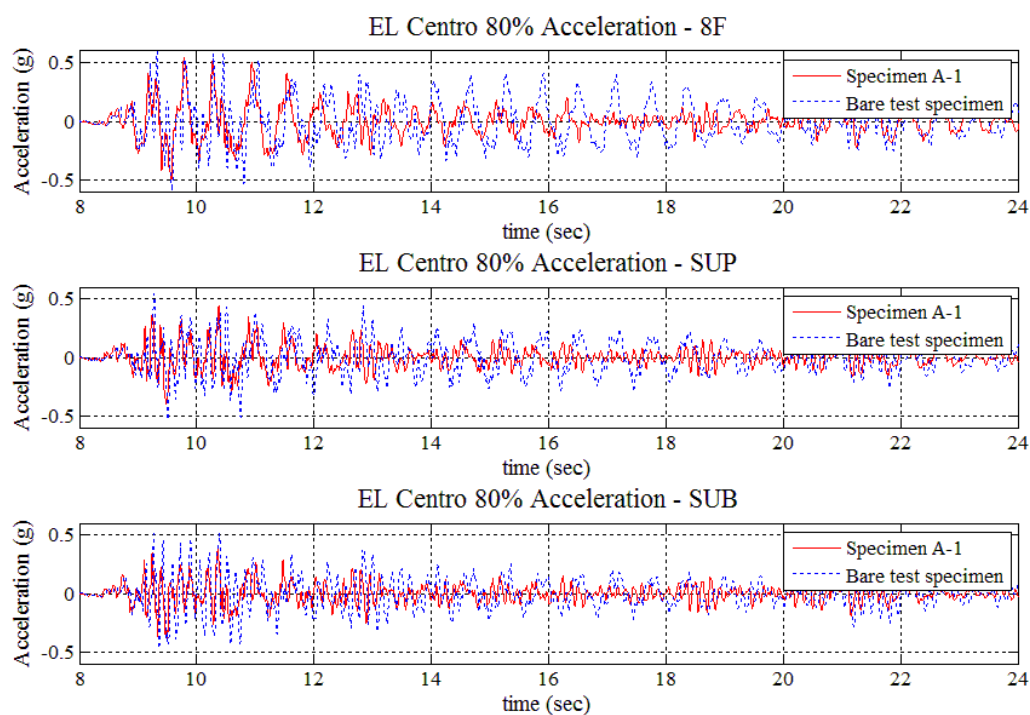 EL Centro 80% Acceleration - 8F
Acceleration (g)
0.5
0
-0.5
Specimen A-1
Bare test specimen
8 10 12 14 16 18 20 22 24
time (sec)
EL Centro 80% Acceleration - SUP
Acceleration (g)
0.5
0
-0.5
Specimen A-1
Bare test specimen
8 10 12 14 16 18 20 22 24
time (sec)
EL Centro 80% Acceleration - SUB
Acceleration (g)
0.5
0
-0.5
Specimen A-1
Bare test specimen
8 10 12 14 16 18 20 22 24
time (sec)